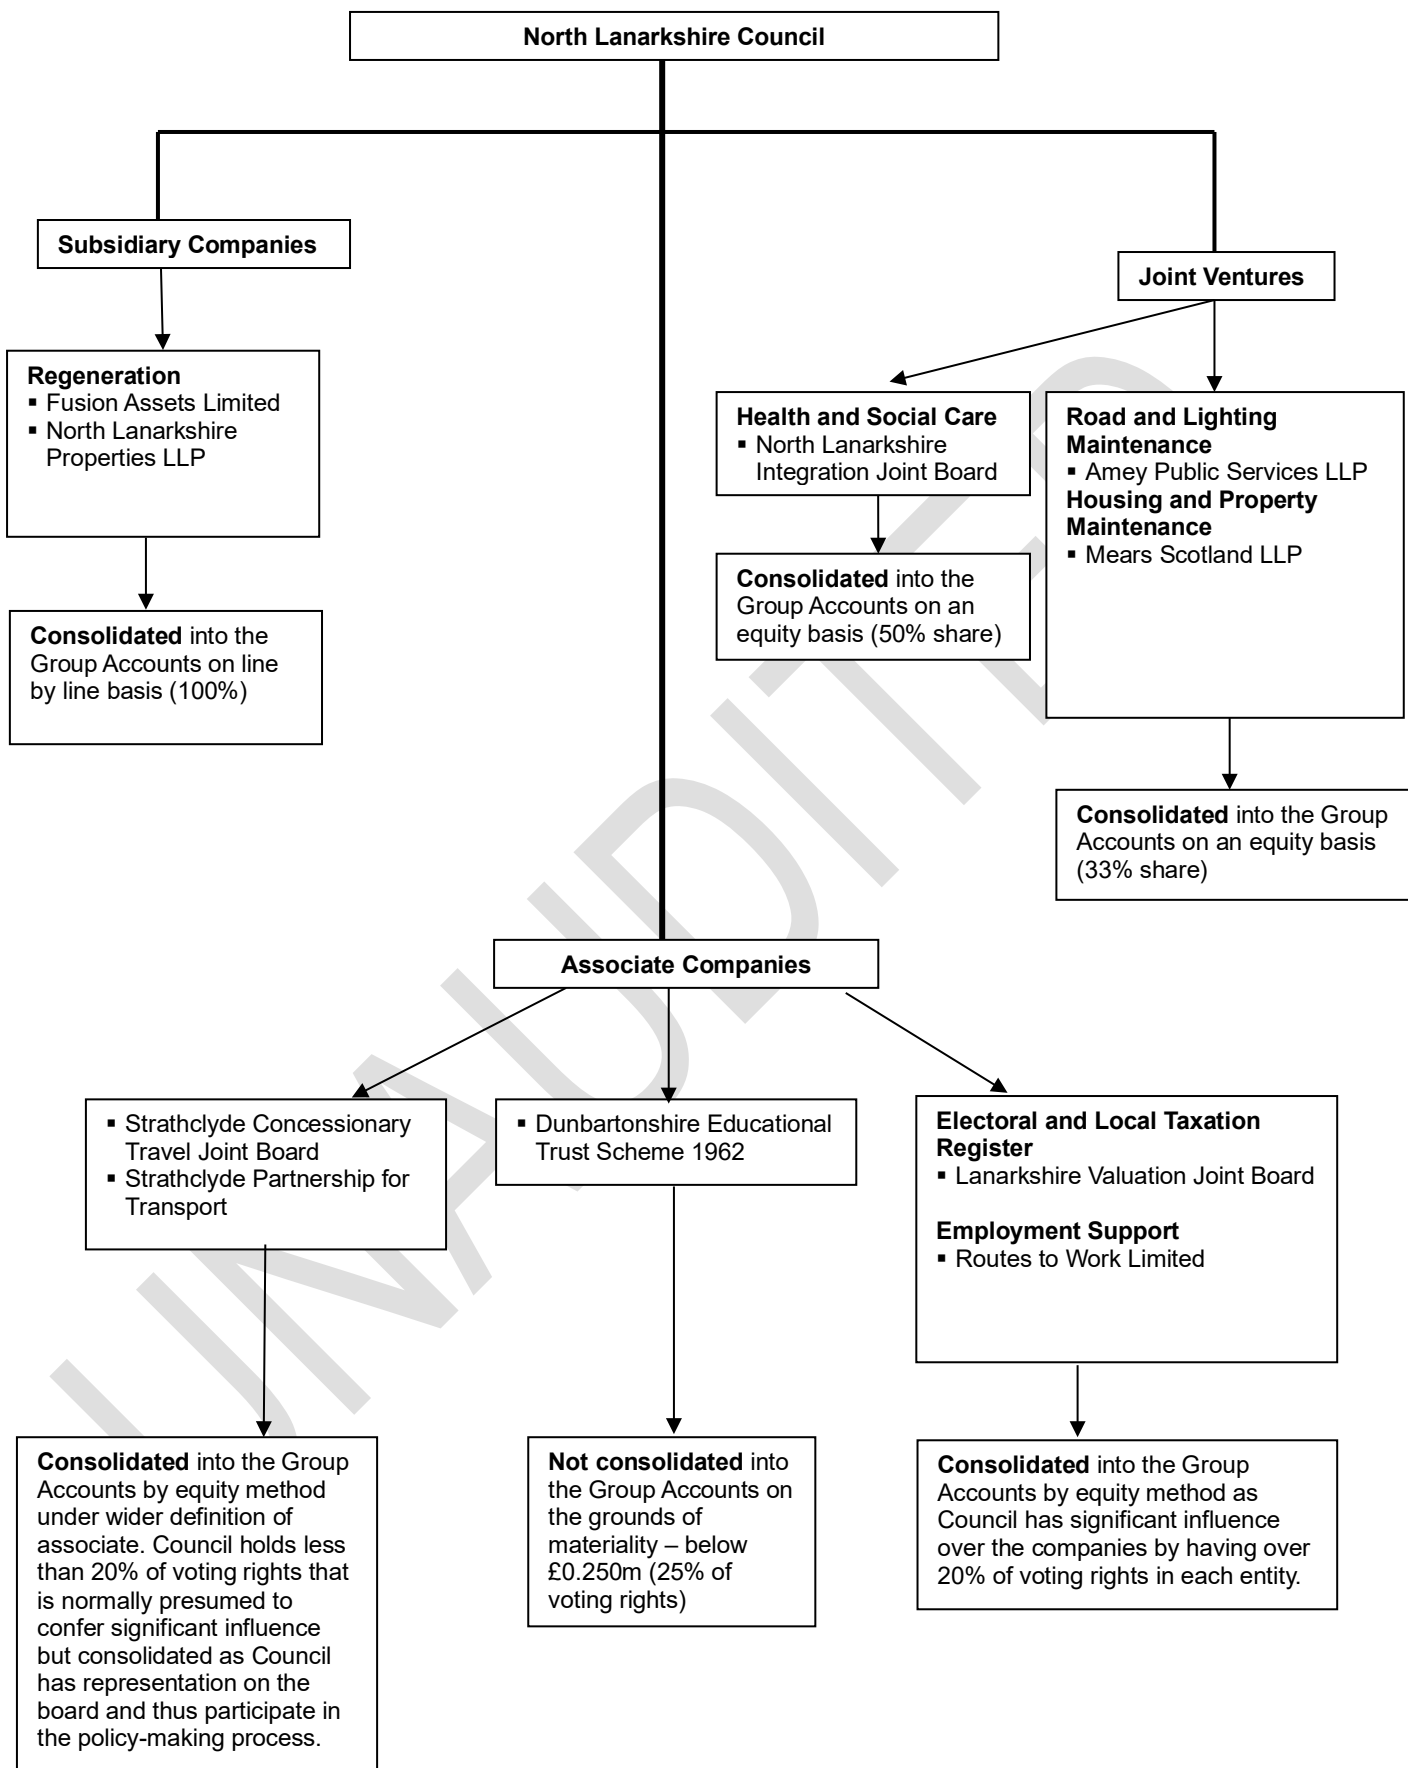 North Lanarkshire Council
Subsidiary Companies
Joint Ventures
Regeneration
▪ Fusion Assets Limited
▪ North Lanarkshire
Properties LLP
Health and Social Care
▪ North Lanarkshire
Integration Joint Board
Road and Lighting
Maintenance
▪ Amey Public Services LLP
Housing and Property
Maintenance
▪ Mears Scotland LLP
Consolidated into the
Group Accounts on line
by line basis (100%)
Consolidated into the
Group Accounts on an
equity basis (50% share)
Consolidated into the Group
Accounts on an equity basis
(33% share)
Associate Companies
▪ Strathclyde Concessionary
Travel Joint Board
▪ Strathclyde Partnership for
Transport
▪ Dunbartonshire Educational
Trust Scheme 1962
Electoral and Local Taxation
Register
▪ Lanarkshire Valuation Joint Board
Employment Support
▪ Routes to Work Limited
Consolidated into the Group
Accounts by equity method
under wider definition of
associate. Council holds less
than 20% of voting rights that
is normally presumed to
confer significant influence
but consolidated as Council
has representation on the
board and thus participate in
the policy-making process.
Not consolidated into
the Group Accounts on
the grounds of
materiality – below
£0.250m (25% of
voting rights)
Consolidated into the Group
Accounts by equity method as
Council has significant influence
over the companies by having over
20% of voting rights in each entity.
UNAUDITED